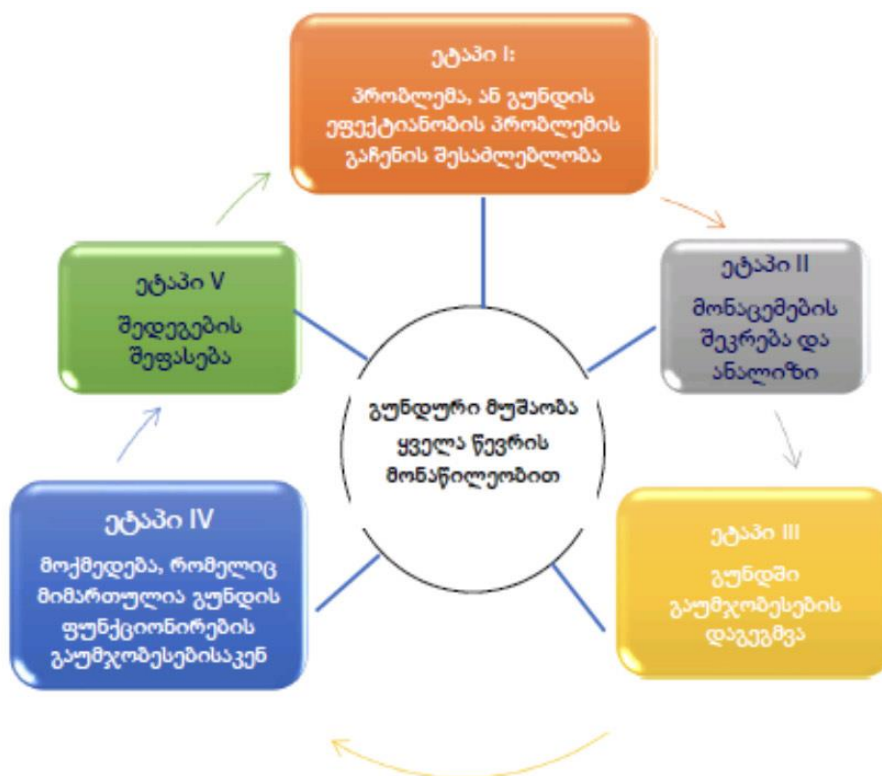 ეტაპი I:
პრობლემა, ან გუნდის
ეფექტიანობის პრობლემის
გაჩენის შესაძლებლობა
ეტაპი II
მონაცემების
შეკრება და
ანალიზი
ეტაპი III
გუნდში
გაუმჯობესების
დაგეგმვა
ეტაპი IV
მოქმედება, რომელიც
მიმართულია გუნდის
ფუნქციონირების
გაუმჯობესებისაკენ
ეტაპი V
შედეგების
შეფასება
გუნდური მუშაობა
ყველა წევრის
მონაწილეობით